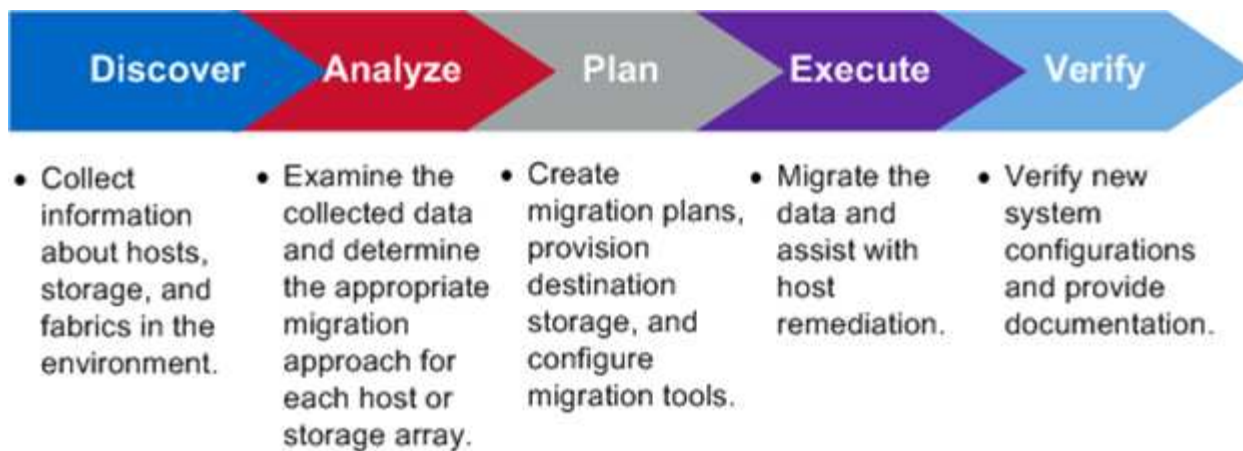 Discover
Analyze
Plan
Execute
Verify
• Collect
information
about hosts,
storage, and
fabrics in the
environment.
• Examine the
collected data
and determine
the appropriate
migration
approach for
each host or
storage array.
• Create
migration plans,
provision
destination
storage, and
configure
migration tools.
• Migrate the
data and
assist with
host
remediation.
• Verify new
system
configurations
and provide
documentation.